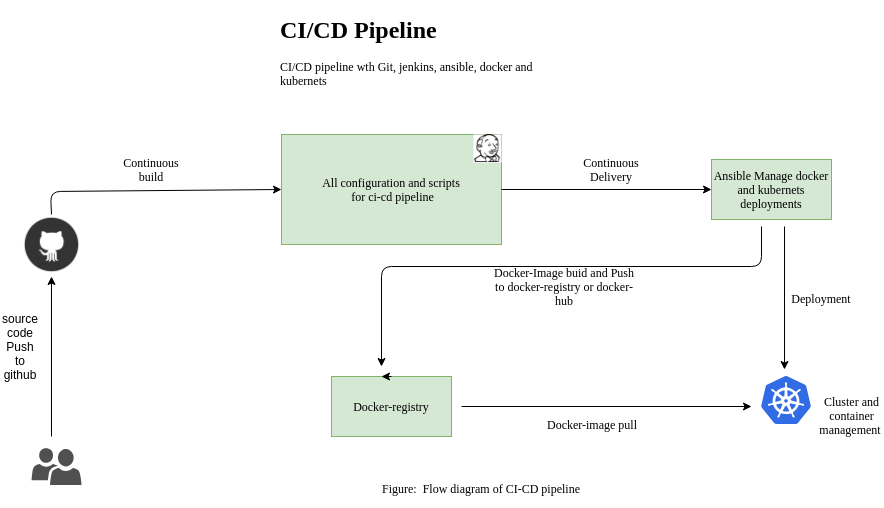 CI/CD Pipeline
CI/CD pipeline wth Git, jenkins, ansible, docker and
kubernets
Continuous
build
All configuration and scripts
for ci-cd pipeline
Continuous
Delivery
Ansible Manage docker
and kubernets
deployments
Docker-Image buid and Push
to docker-registry or docker-
hub
Deployment
source
code
Push
to
github
Docker-registry
Docker-image pull
Cluster and
container
management
Figure:  Flow diagram of CI-CD pipeline